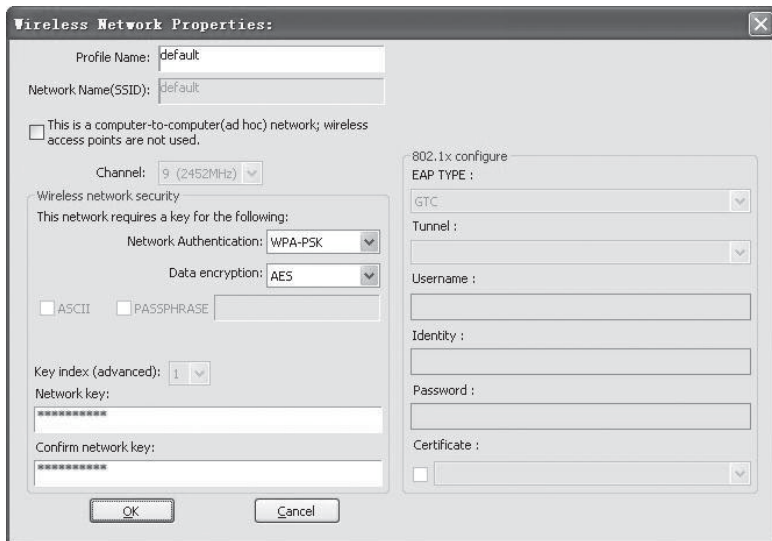 Wireless Network Properties:
Profile Name: default
Network Name(SSID): default
This is a computer-to-computer(ad hoc) network; wireless
access points are not used.
Channel: 9 (2452MHz)
Wireless network security
This network requires a key for the following:
Network Authentication: WPA-PSK
Data encryption: AES
ASCII PASSPHRASE
Key index (advanced): 1
Network key:
**********
Confirm network key:
**********
OK Cancel
802.1x configure
EAP TYPE :
GTC
Tunnel :
Username :
Identity :
Password :
Certificate :